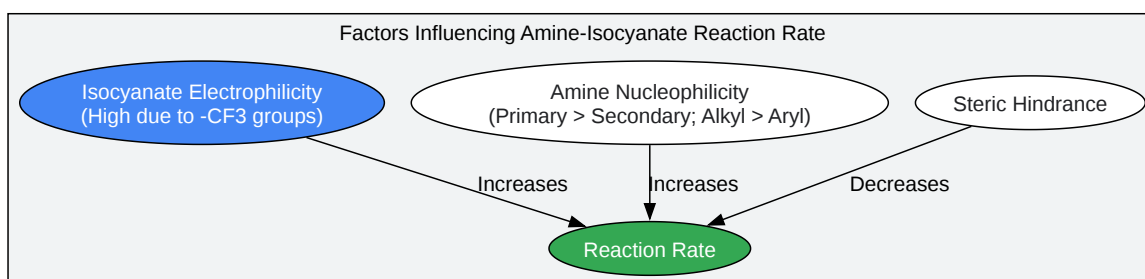 Factors Influencing Amine-Isocyanate Reaction Rate
Isocyanate Electrophilicity
(High due to -CF3 groups)
Amine Nucleophilicity
(Primary > Secondary; Alkyl > Aryl)
Steric Hindrance
Increases
Increases
Decreases
Reaction Rate